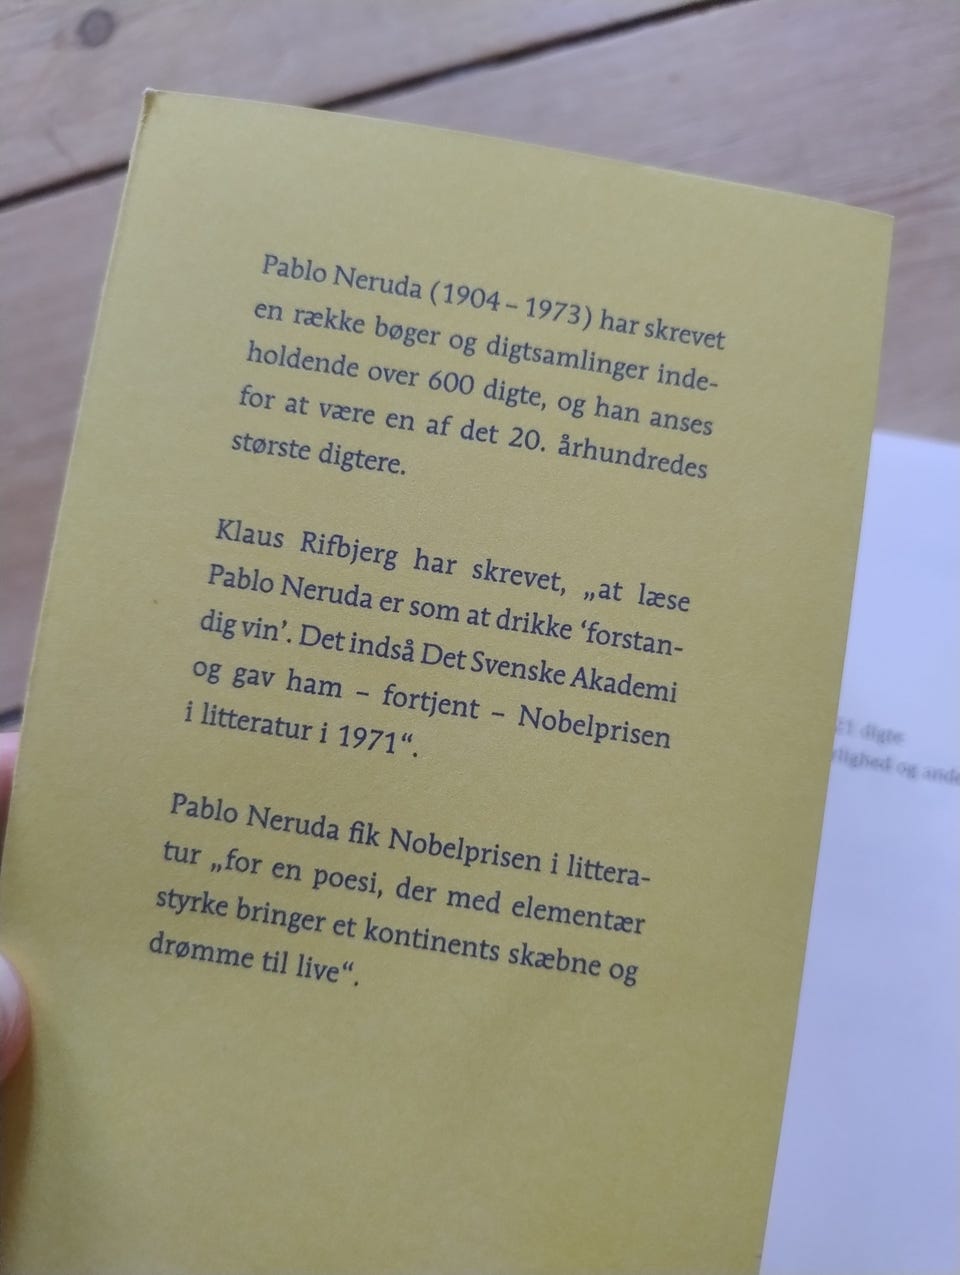 Pablo Neruda (1904 – 1973) har skrevet
en række bøger og digtsamlinger inde-
holdende over 600 digte, og han anses
for at være en af det 20. århundredes
største digtere.
Klaus Rifbjerg har skrevet, „at læse
Pablo Neruda er som at drikke ‘forstan-
dig vin’. Det indså Det Svenske Akademi
og gav ham – fortjent – Nobelprisen
i litteratur i 1971“.
Pablo Neruda fik Nobelprisen i littera-
tur „for en poesi, der med elementær
styrke bringer et kontinents skæbne og
drømme til live“.
digte
og